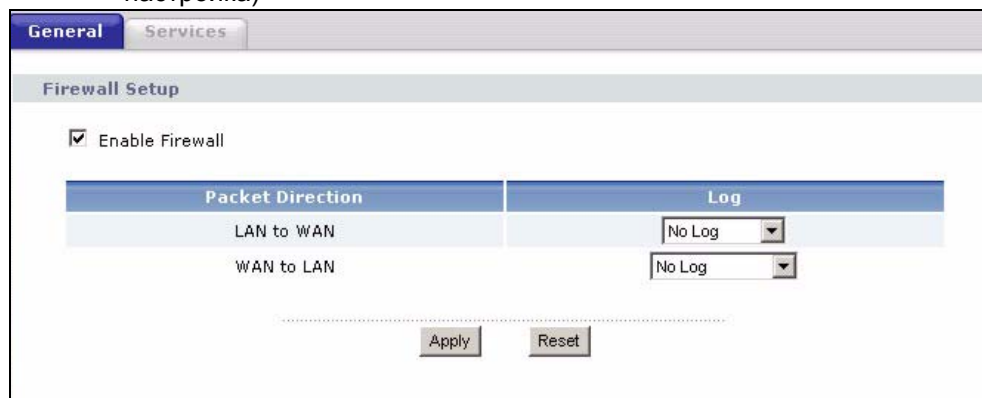 настройка)
General Services
Firewall Setup
Enable Firewall
Packet Direction Log
LAN to WAN No Log
WAN to LAN No Log
Apply Reset